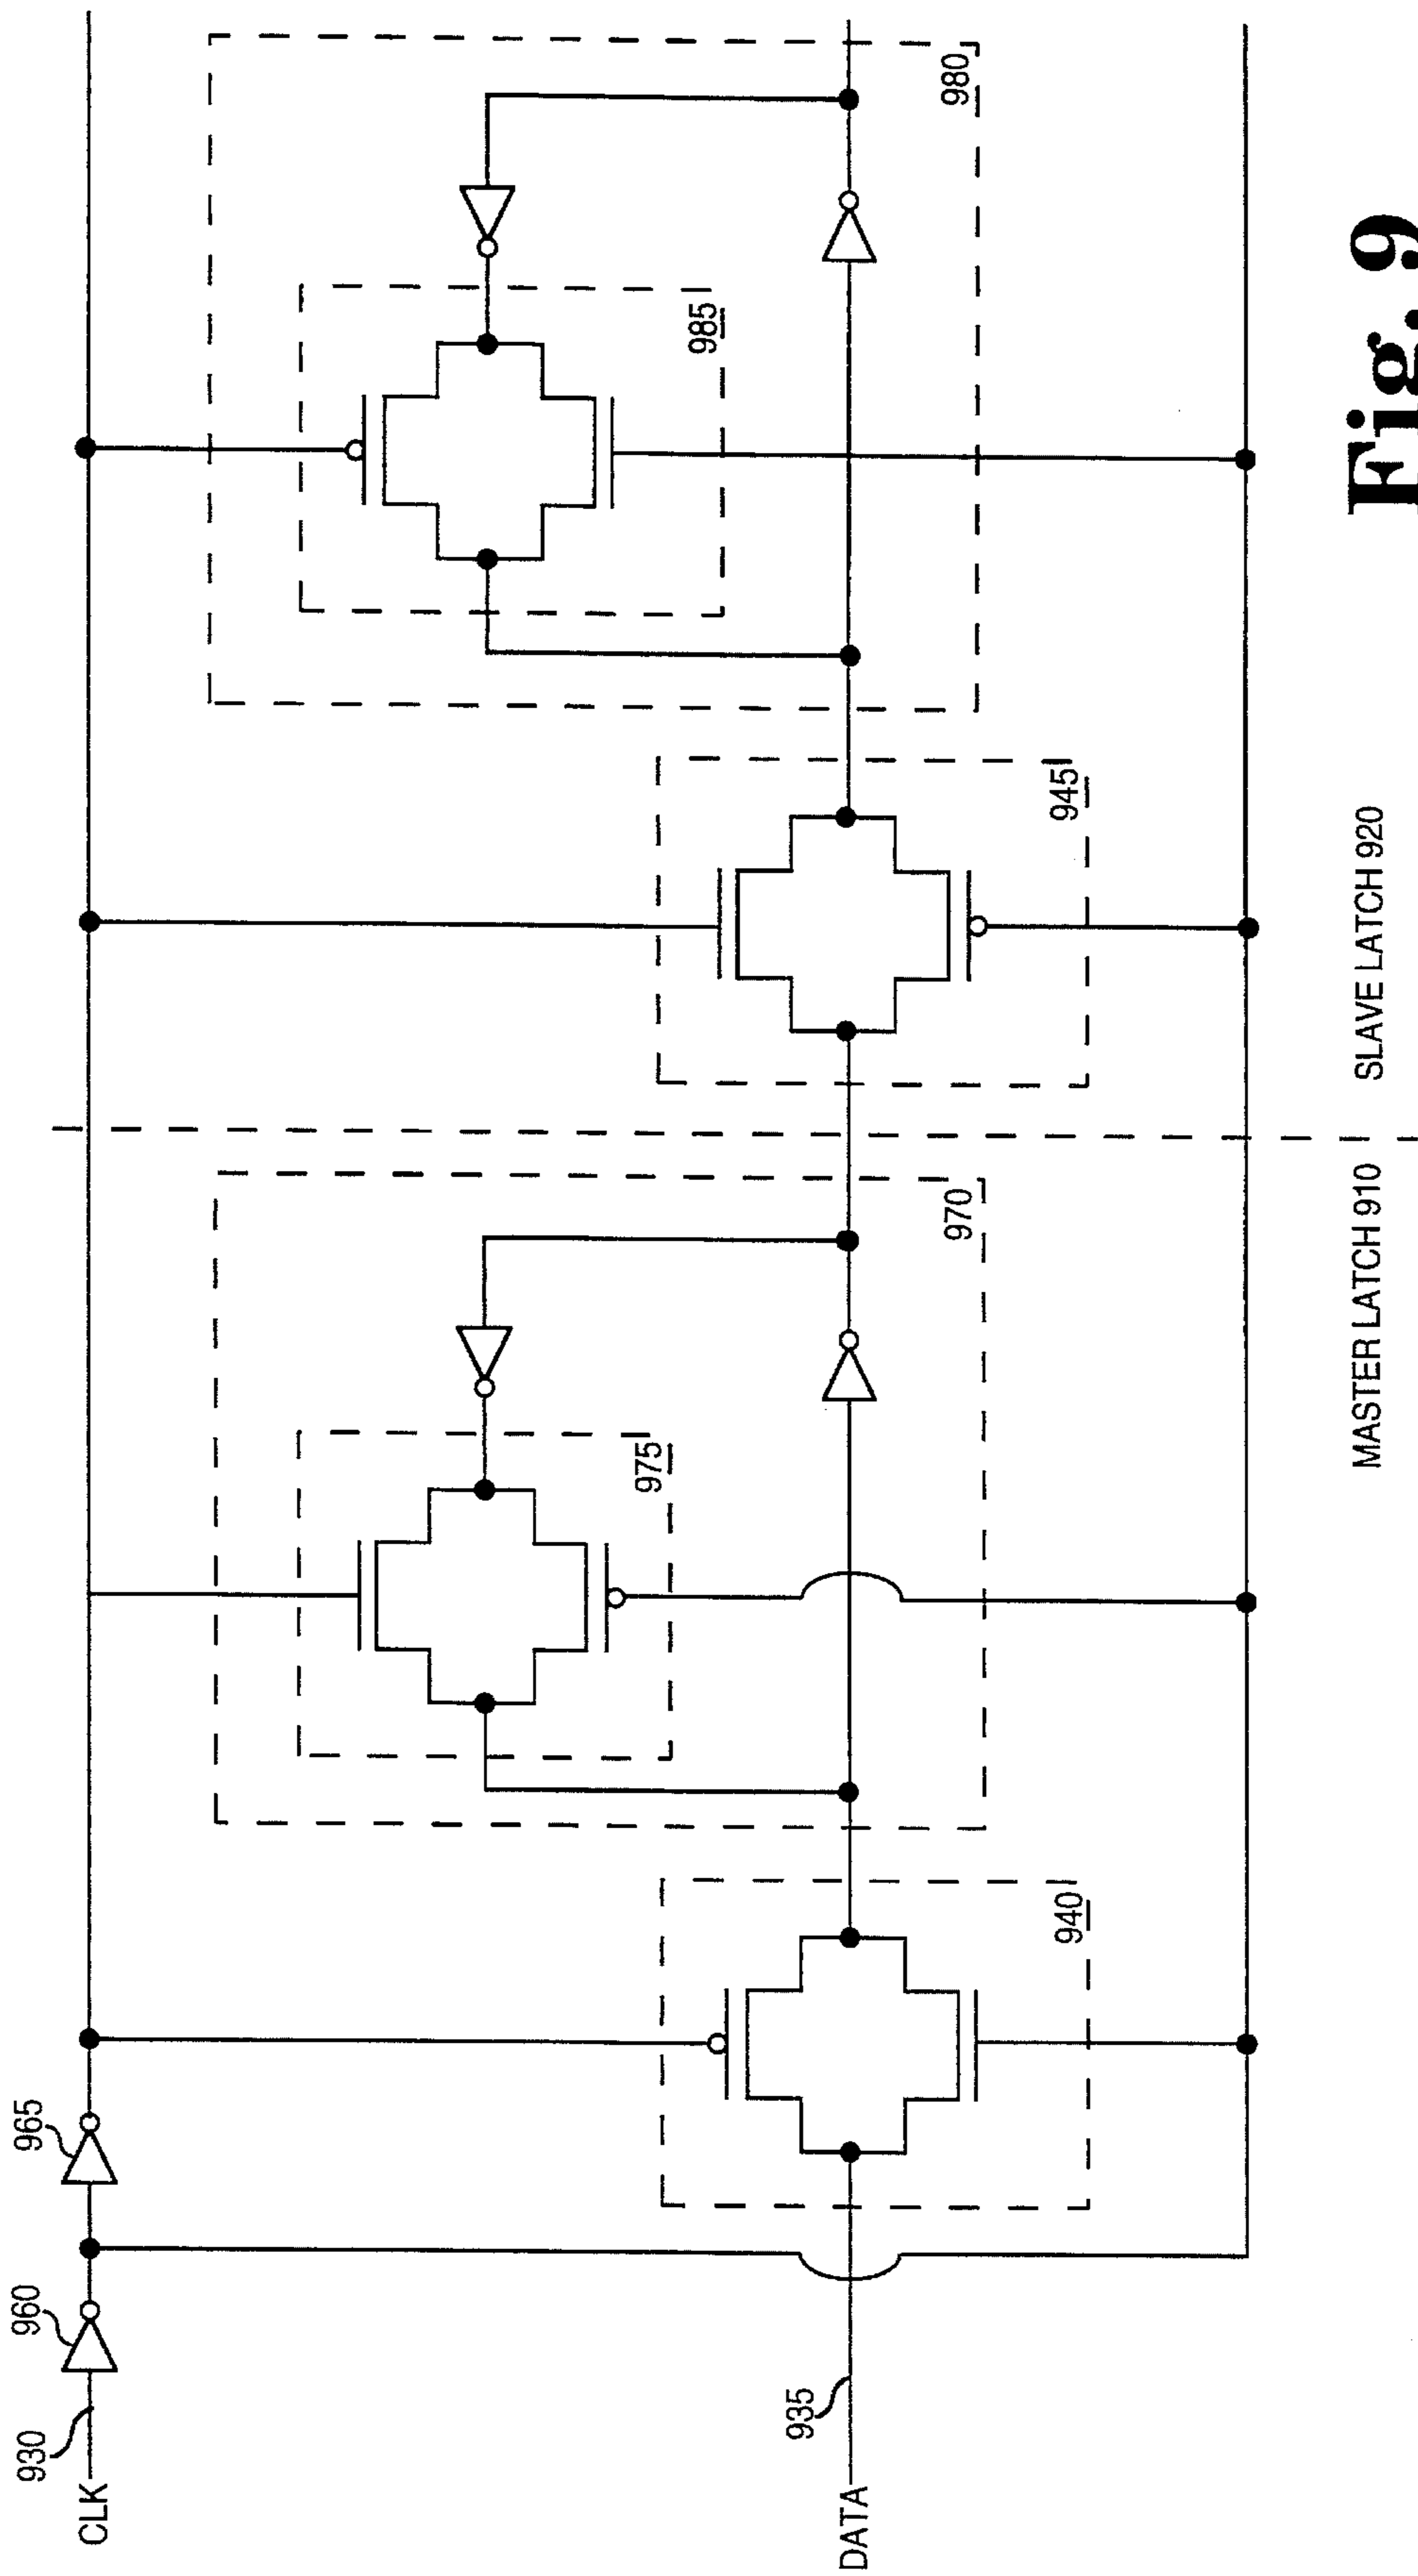 965
960
930
CLK
980
985
975
970
945
940
935
DATA
MASTER LATCH 910
SLAVE LATCH 920
Fig. 9